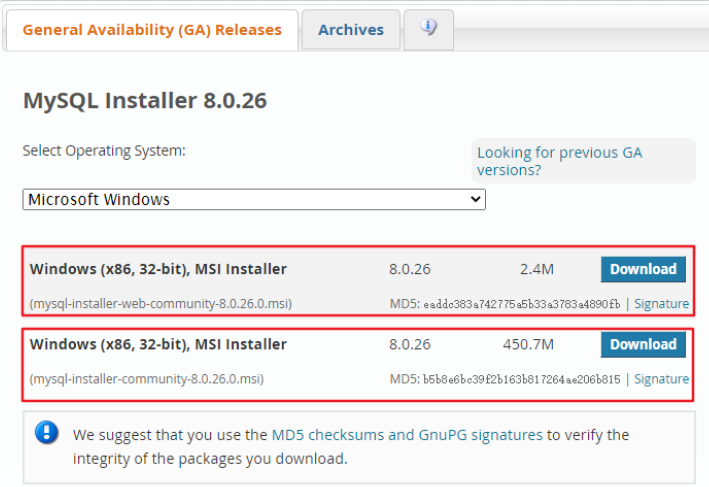 General Availability (GA) Releases
Archives
MySQL Installer 8.0.26
Select Operating System:
Looking for previous GA
versions?
Microsoft Windows
Windows (x86, 32-bit), MSI Installer 8.0.26 2.4M Download
(mysql-installer-web-community-8.0.26.0.msi) MD5: eaddc383a742775a5b33a3783a4890fb | Signature
Windows (x86, 32-bit), MSI Installer 8.0.26 450.7M Download
(mysql-installer-community-8.0.26.0.msi) MD5: b5b8e6bc39f2b163b817264ae206b815 | Signature
We suggest that you use the MD5 checksums and GnuPG signatures to verify the
integrity of the packages you download.